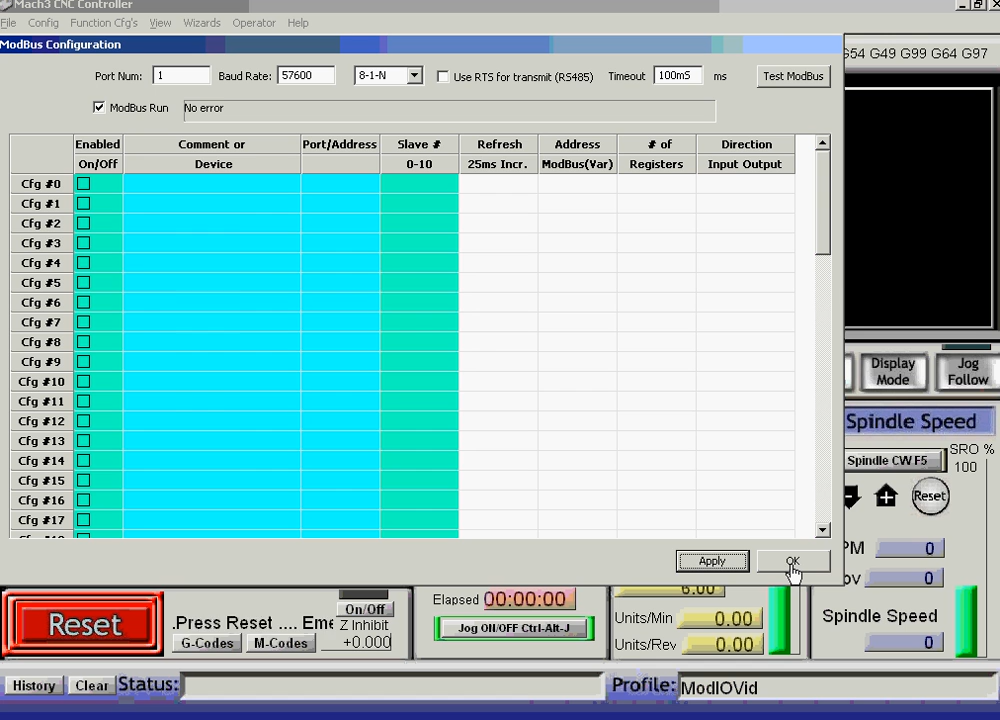 Mach3 CNC Controller
File Config Function Cfg's View Wizards Operator Help
ModBus Configuration
G54 G49 G99 G64 G97
Port Num: 1 Baud Rate: 57600 8-1-N Use RTS for transmit (RS485) Timeout 100mS ms Test ModBus
ModBus Run No error
Enabled Comment or Port/Address Slave # Refresh Address # of Direction
On/Off Device 0-10 25ms Incr. ModBus(Var) Registers Input Output
Cfg #0
Cfg #1
Cfg #2
Cfg #3
Cfg #4
Cfg #5
Cfg #6
Cfg #7
Cfg #8
Cfg #9
Cfg #10
Cfg #11
Cfg #12
Cfg #13
Cfg #14
Cfg #15
Cfg #16
Cfg #17
Apply OK
Display Mode
Jog Follow
Spindle Speed
Spindle CW F5
SRO %
100
Reset
PM 0
ov 0
Spindle Speed
0
Reset
.Press Reset .... Eme
G-Codes M-Codes
On/Off
Z Inhibit
+0.000
Elapsed 00:00:00
Jog ON/OFF Ctrl-Alt-J
6.00
Units/Min 0.00
Units/Rev 0.00
History Clear Status: Profile: ModIOVid